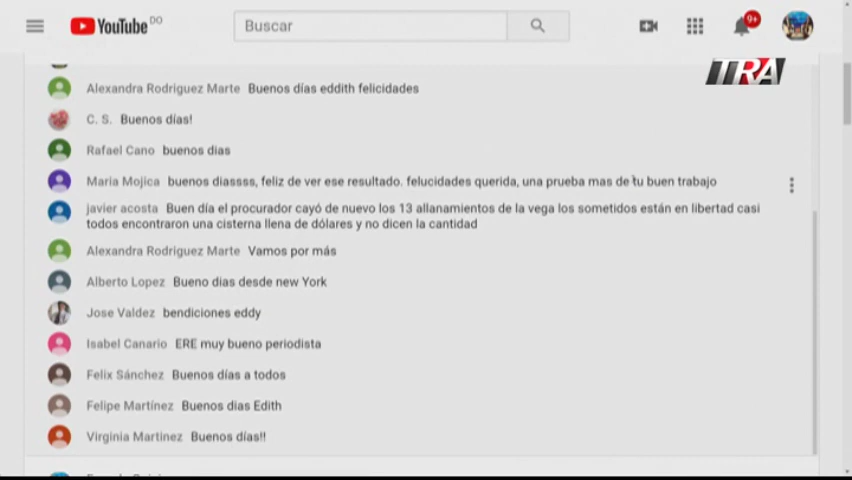 YouTube DO
Buscar
9+
TRA
Alexandra Rodriguez Marte Buenos días eddith felicidades
C. S. Buenos días!
Rafael Cano buenos dias
Maria Mojica buenos diassss, feliz de ver ese resultado. felucidades querida, una prueba mas de tu buen trabajo
javier acosta Buen día el procurador cayó de nuevo los 13 allanamientos de la vega los sometidos están en libertad casi
todos encontraron una cisterna llena de dólares y no dicen la cantidad
Alexandra Rodriguez Marte Vamos por más
Alberto Lopez Bueno dias desde new York
Jose Valdez bendiciones eddy
Isabel Canario ERE muy bueno periodista
Felix Sánchez Buenos días a todos
Felipe Martínez Buenos dias Edith
Virginia Martinez Buenos días!!